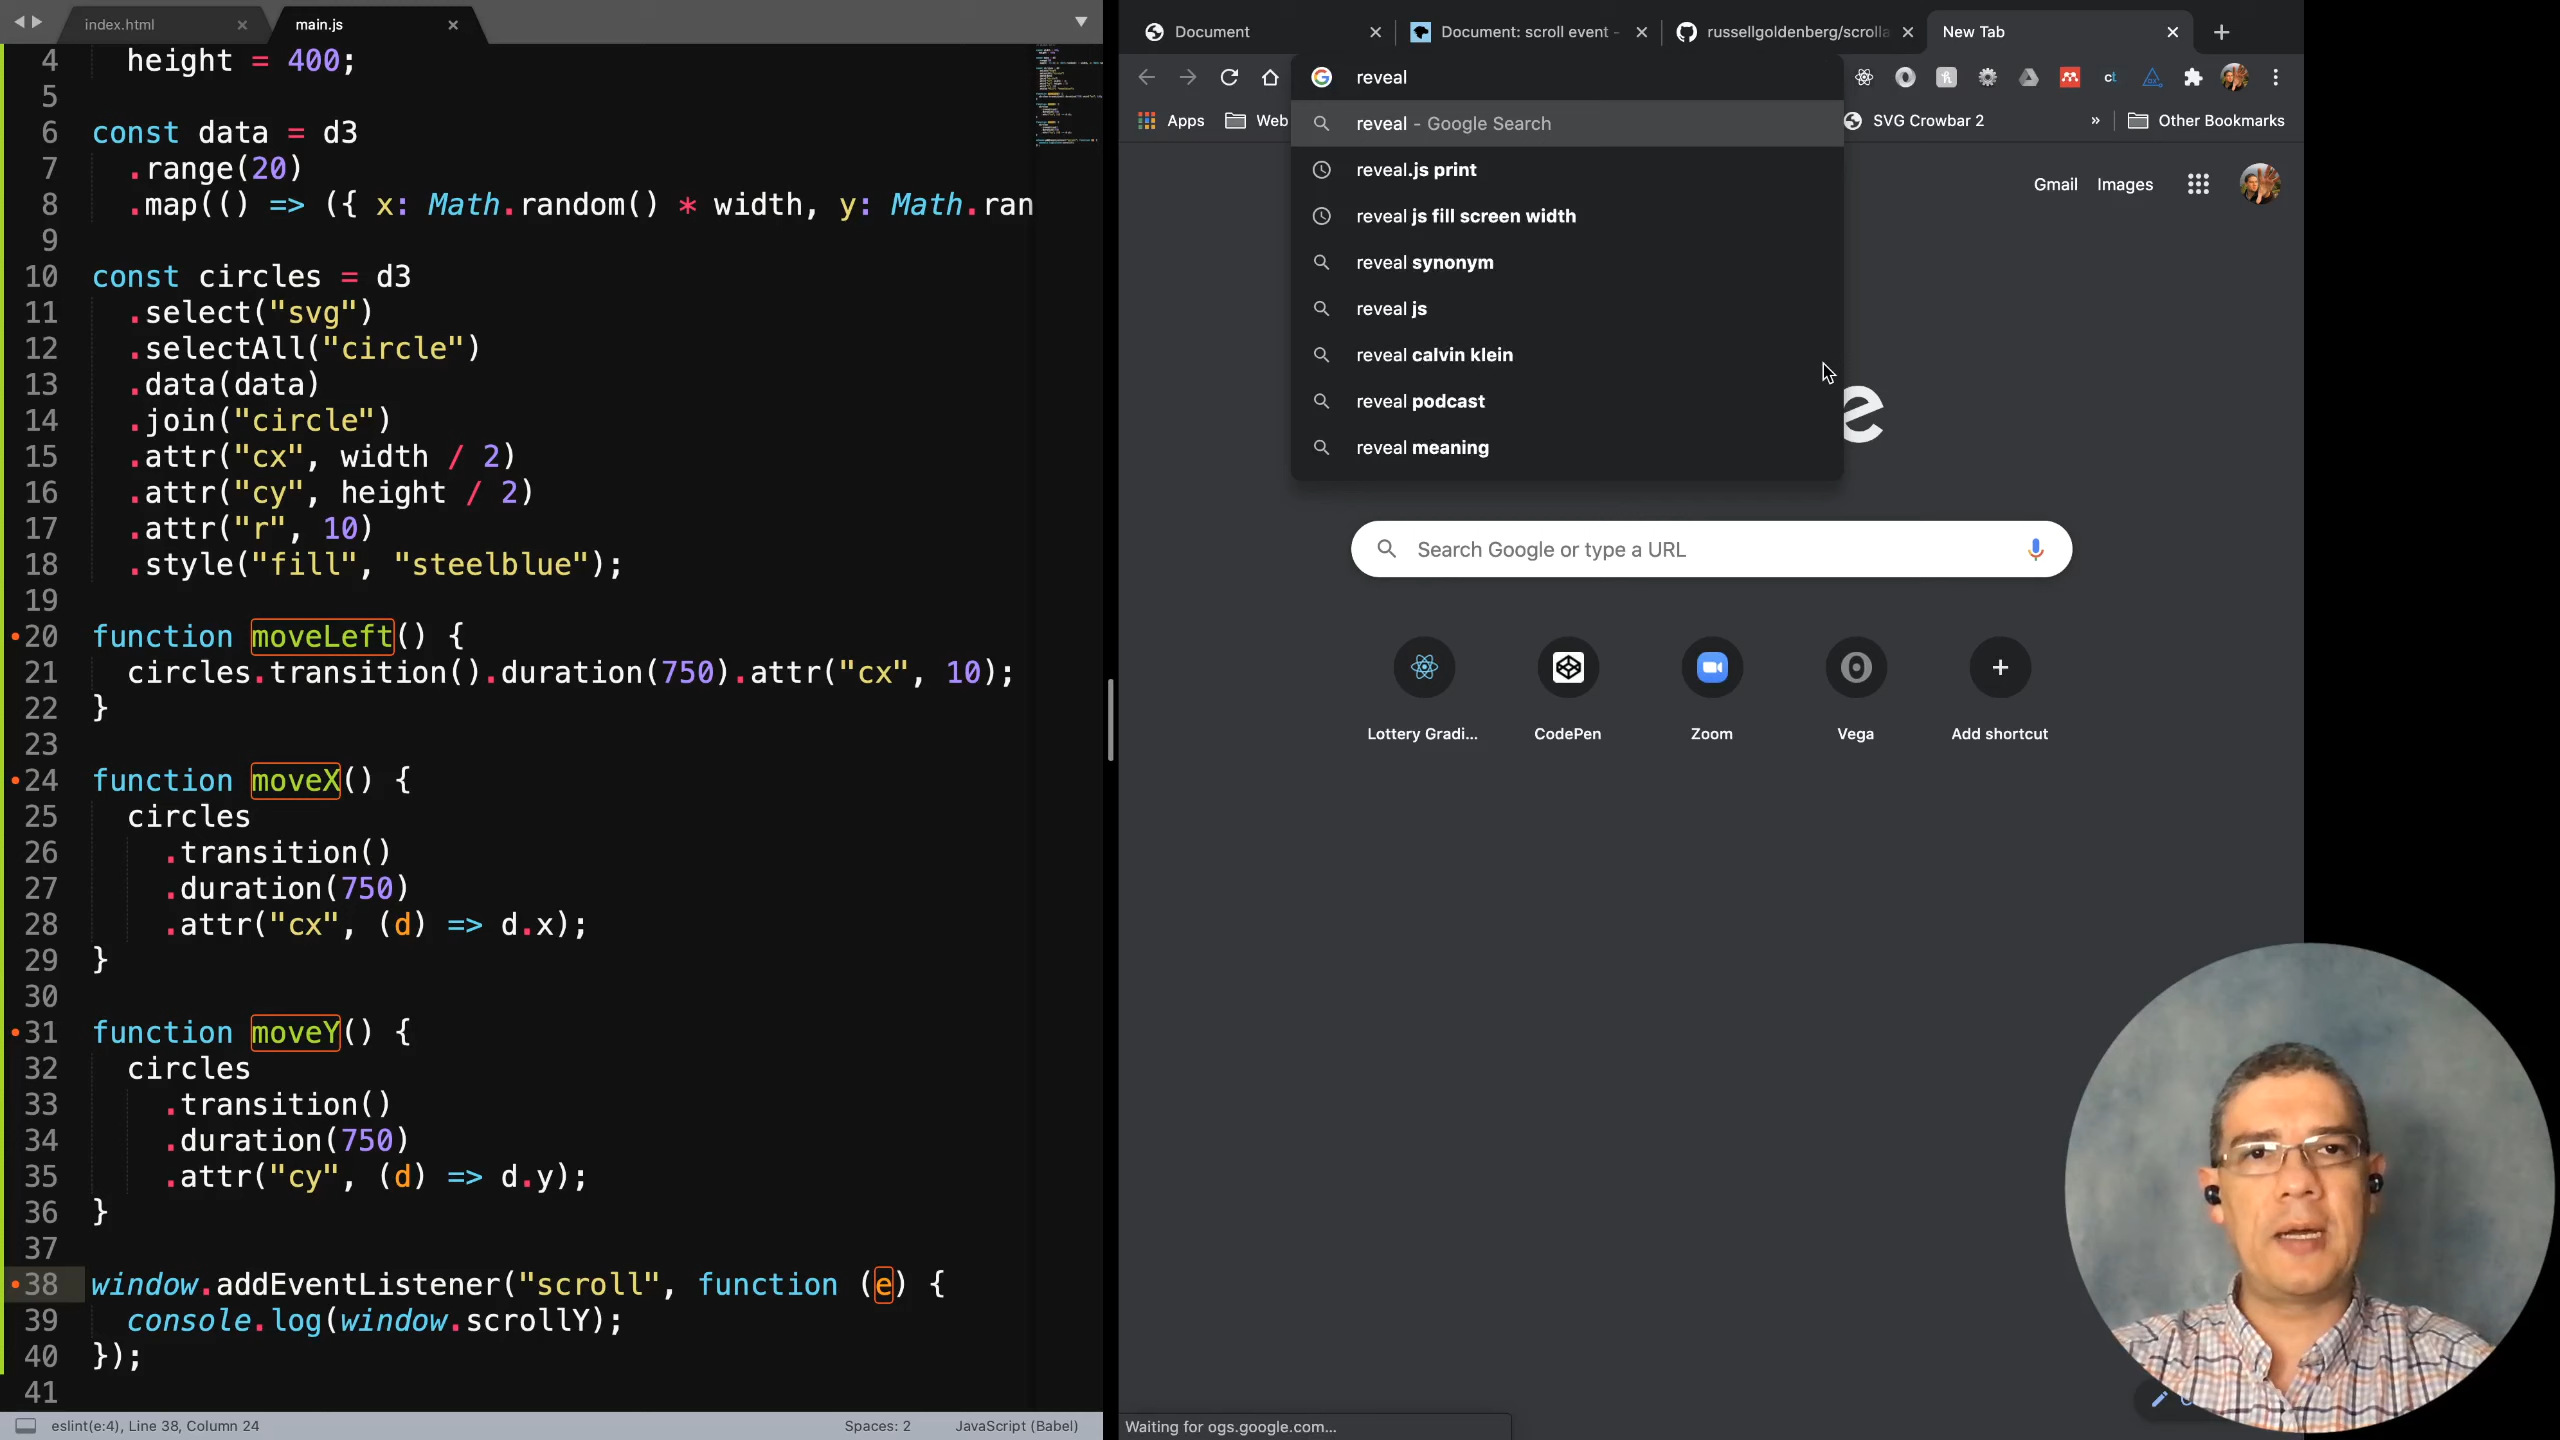 index.html
main.js
4 height = 400;
5
6 const data = d3
7 .range(20)
8 .map(() => ({ x: Math.random() * width, y: Math.ran
9
10 const circles = d3
11 .select("svg")
12 .selectAll("circle")
13 .data(data)
14 .join("circle")
15 .attr("cx", width / 2)
16 .attr("cy", height / 2)
17 .attr("r", 10)
18 .style("fill", "steelblue");
19
20 function moveLeft() {
21 circles.transition().duration(750).attr("cx", 10);
22 }
23
24 function moveX() {
25 circles
26 .transition()
27 .duration(750)
28 .attr("cx", (d) => d.x);
29 }
30
31 function moveY() {
32 circles
33 .transition()
34 .duration(750)
35 .attr("cy", (d) => d.y);
36 }
37
38 window.addEventListener("scroll", function (e) {
39 console.log(window.scrollY);
40 });
41
eslint(e:4), Line 38, Column 24
Spaces: 2
JavaScript (Babel)
Document
Document: scroll event -
russellgoldenberg/scrolla
New Tab
reveal
ct
Apps
Web
SVG Crowbar 2
»
Other Bookmarks
reveal - Google Search
reveal.js print
reveal js fill screen width
reveal synonym
reveal js
reveal calvin klein
reveal podcast
reveal meaning
Gmail
Images
e
Search Google or type a URL
Lottery Gradi...
CodePen
Zoom
Vega
Add shortcut
Waiting for ogs.google.com...